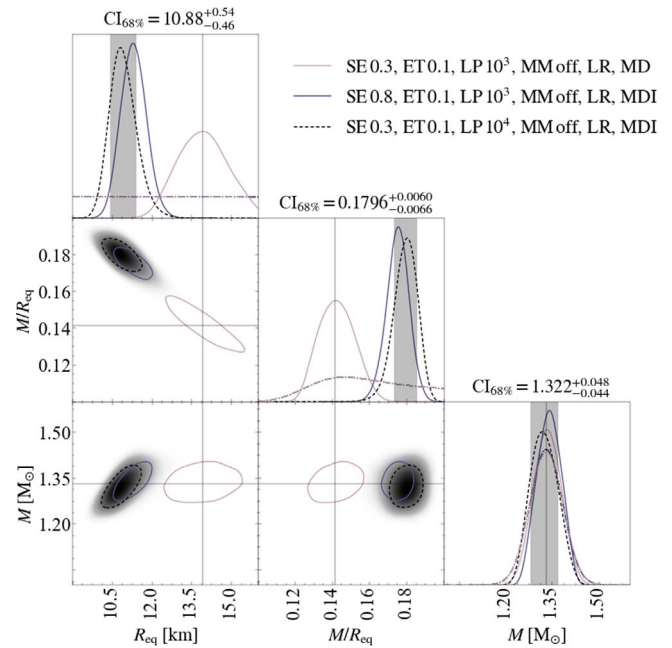 CI68% = 10.88+0.54−0.46
SE 0.3, ET 0.1, LP 10³, MM off, LR, MD
SE 0.8, ET 0.1, LP 10³, MM off, LR, MDI
SE 0.3, ET 0.1, LP 10⁴, MM off, LR, MDI
CI68% = 0.1796+0.0060−0.0066
0.18
0.16
0.14
0.12
M/Req
CI68% = 1.322+0.048−0.044
1.50
1.35
1.20
M [M⊙]
10.5 12.0 13.5 15.0
0.12 0.14 0.16 0.18
1.20 1.35 1.50
Req [km] M/Req M [M⊙]